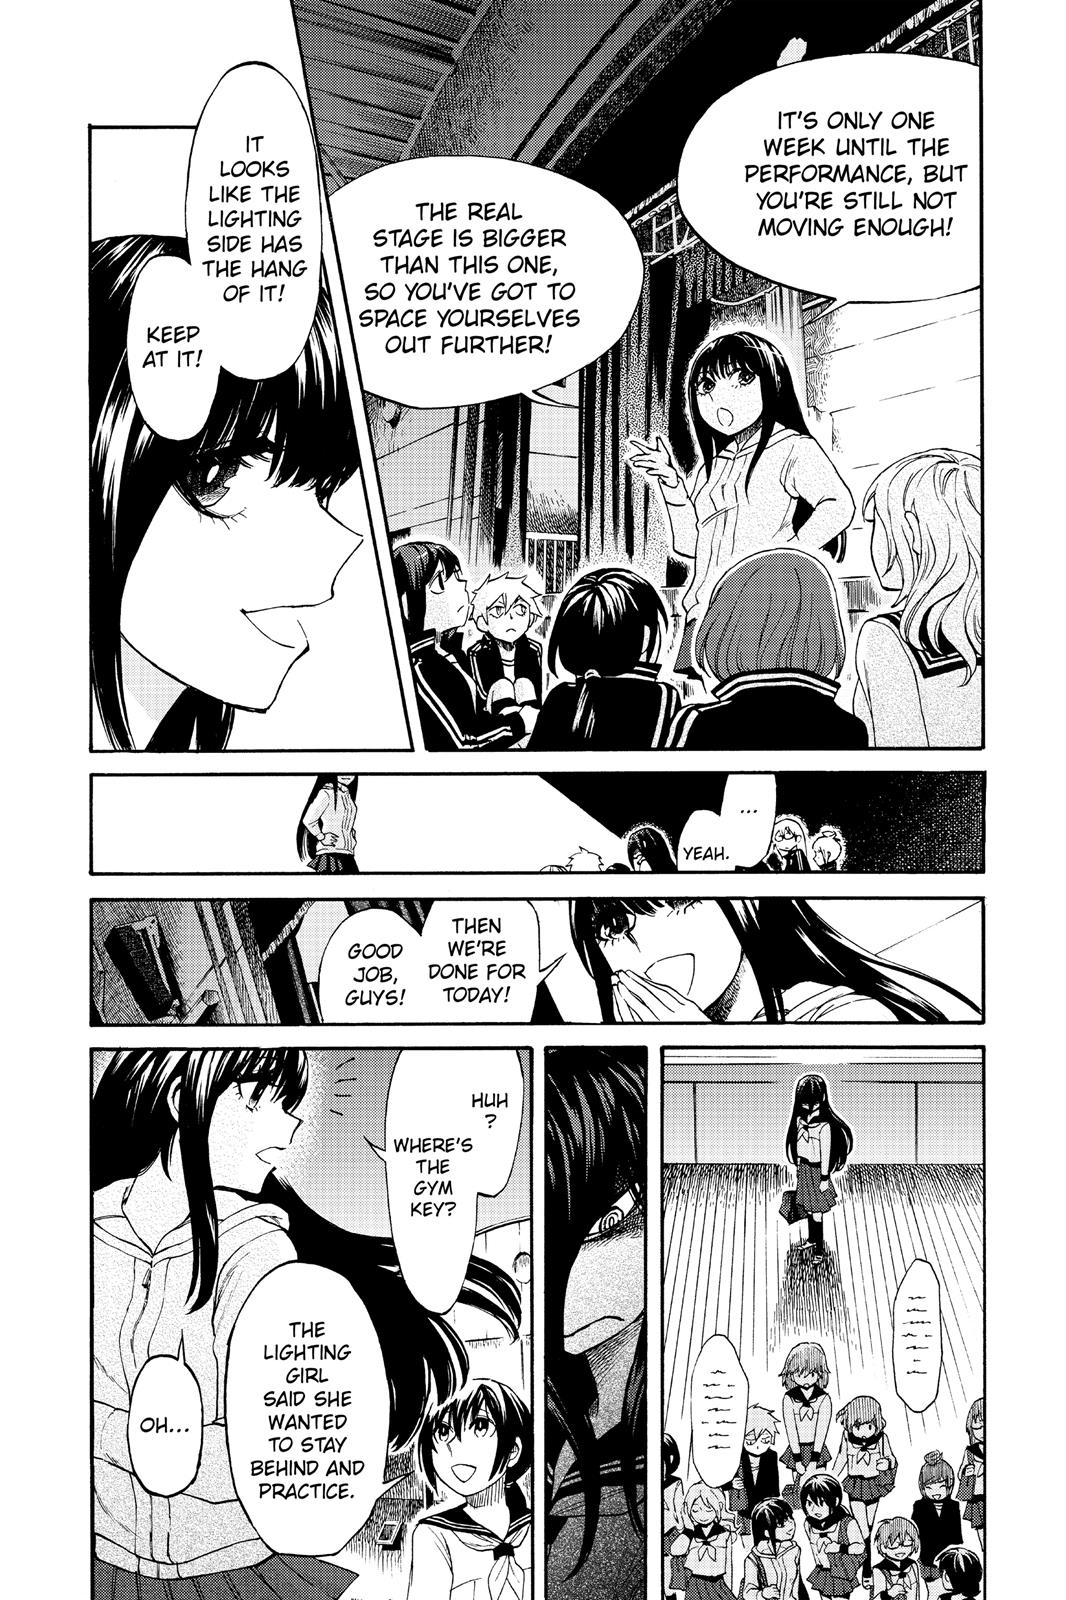 IT'S ONLY ONE
WEEK UNTIL THE
PERFORMANCE, BUT
YOU'RE STILL NOT
MOVING ENOUGH!
THE REAL
STAGE IS BIGGER
THAN THIS ONE,
SO YOU'VE GOT TO
SPACE YOURSELVES
OUT FURTHER!
IT
LOOKS
LIKE THE
LIGHTING
SIDE HAS
THE HANG
OF IT!
KEEP
AT IT!
...
YEAH.
THEN
WE'RE
DONE FOR
TODAY!
GOOD
JOB,
GUYS!
HUH
?
WHERE'S
THE
GYM
KEY?
THE
LIGHTING
GIRL
SAID SHE
WANTED
TO STAY
BEHIND AND
PRACTICE.
OH...